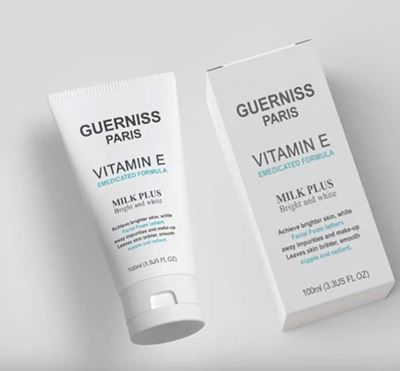 GUERNISS
PARIS
VITAMIN E
EMEDICATED FORMULA
MILK PLUS
Bright and white
Achieve brighter skin, white
Facial Foam lathers
away impurities and make-up
Leaves skin brihter, smooth
supple and radiant.
100ml (3.3US FL OZ)
GUERNISS
PARIS
VITAMIN E
EMEDICATED FORMULA
MILK PLUS
Bright and white
Achieve brighter skin, white
Facial Foam lathers
away impurities and make-up
Leaves skin brihter, smooth
supple and radiant.
100ml (3.3US FL OZ)